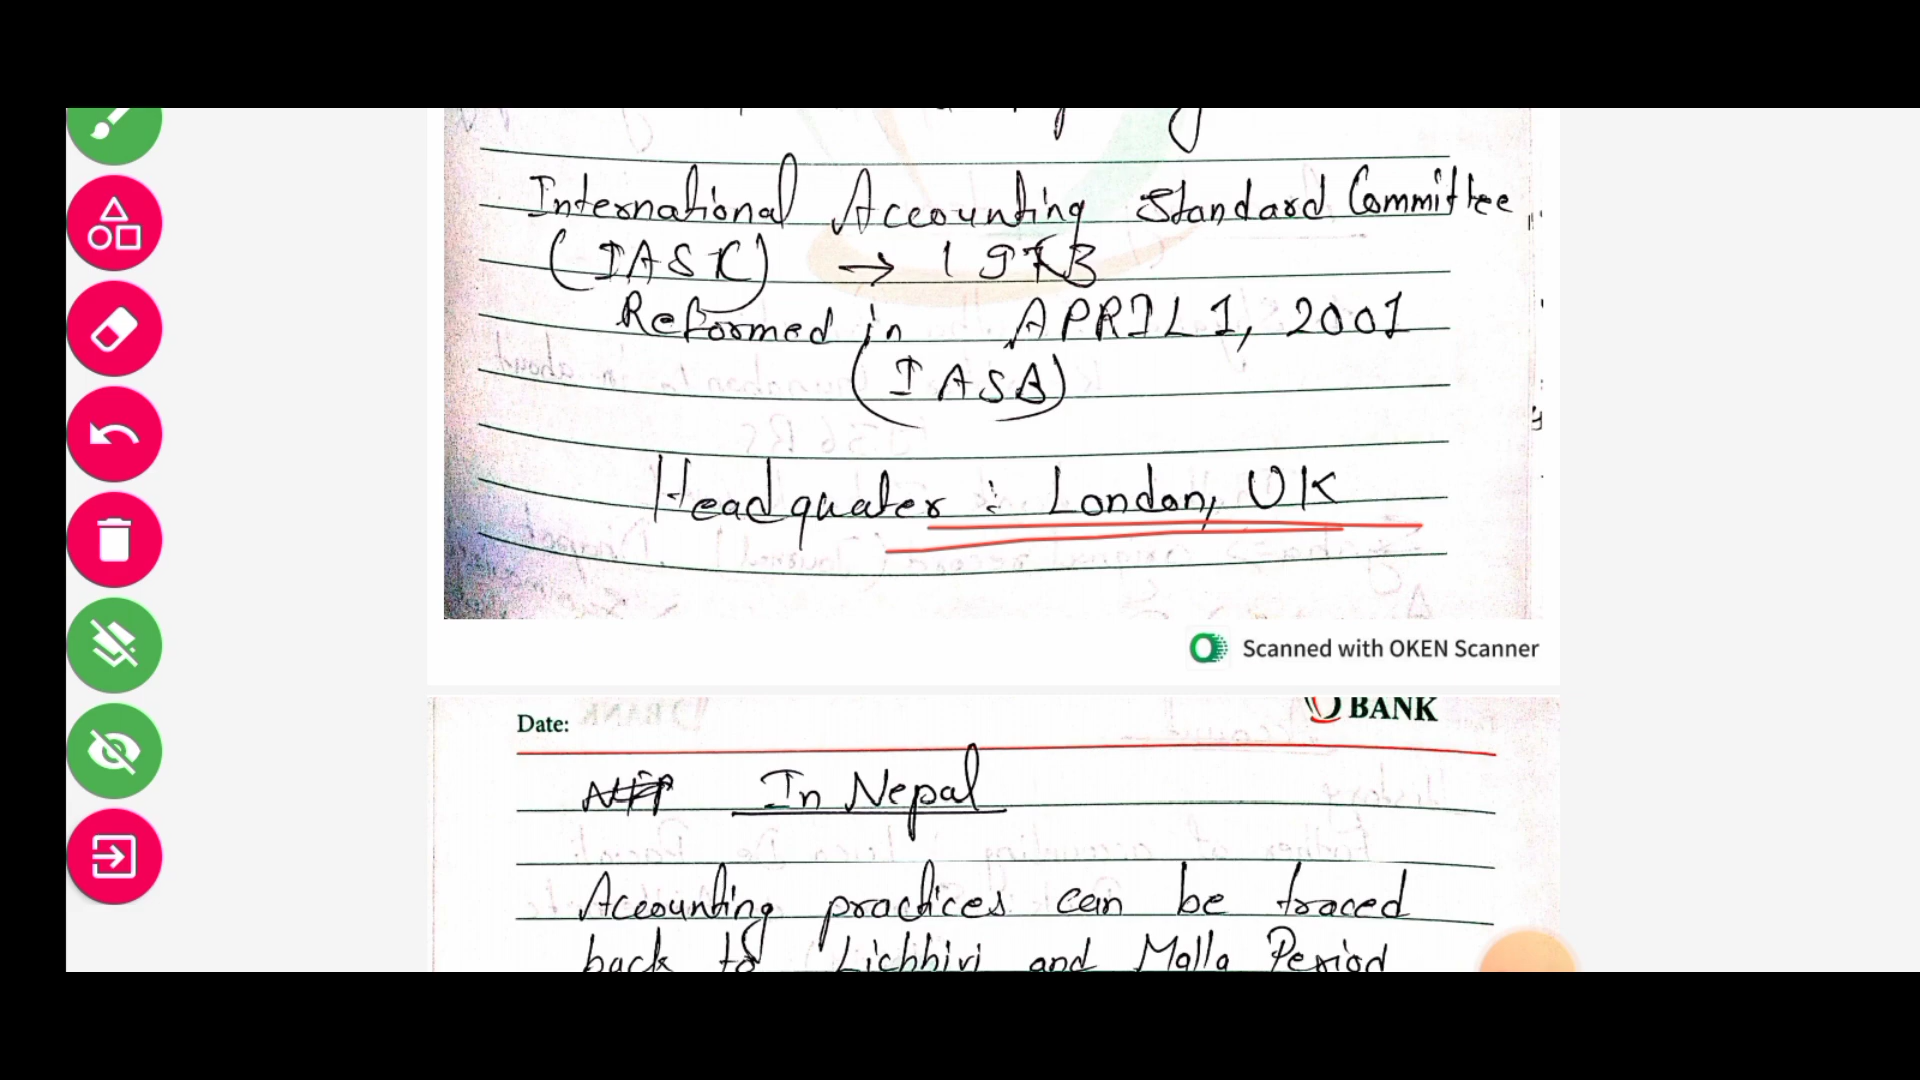 International Accounting Standard Committee
(IASC) → 1973
Reformed in APRIL 1, 2001
(IASB)
Headquater : London, UK
Scanned with OKEN Scanner
Date:
BANK
In Nepal
Accounting practices can be traced
back to Lichhivi and Malla Period